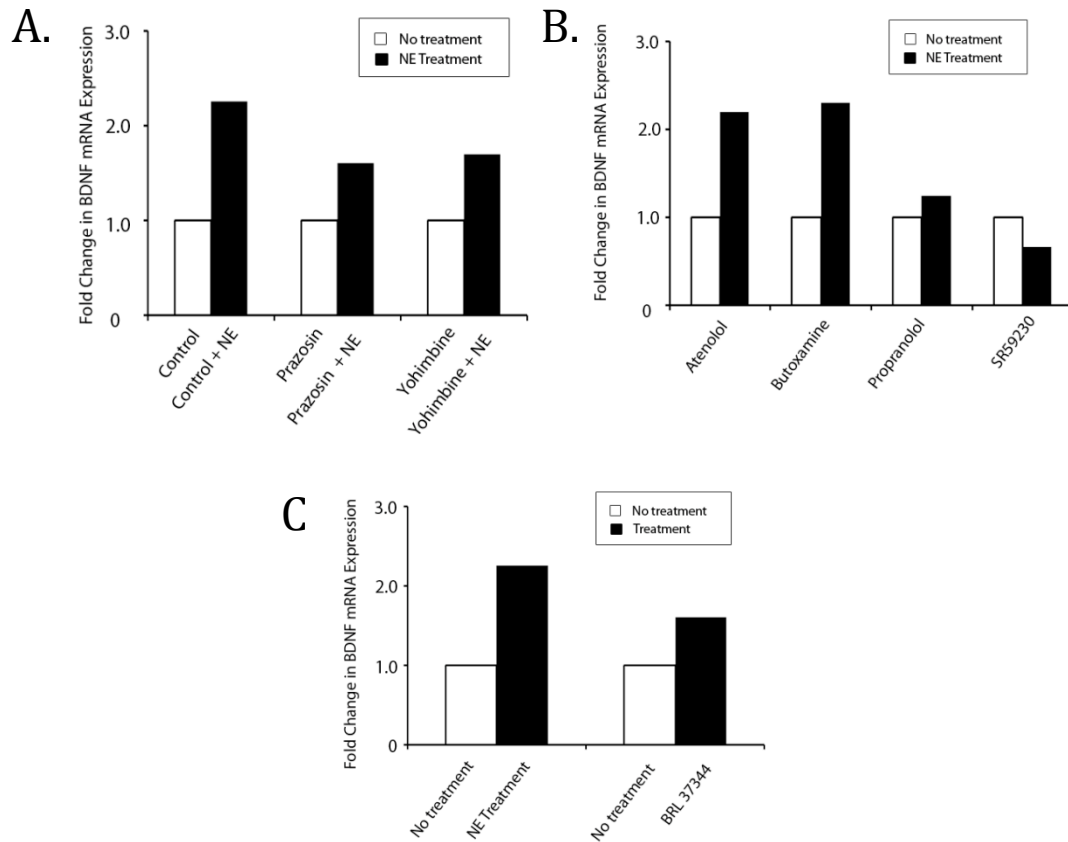 A.
Fold Change in BDNF mRNA Expression
3.0
2.0
1.0
0
No treatment
NE Treatment
Control
Control + NE
Prazosin
Prazosin + NE
Yohimbine
Yohimbine + NE
B.
Fold Change in BDNF mRNA Expression
3.0
2.0
1.0
0
No treatment
NE Treatment
Atenolol
Butoxamine
Propranolol
SR59230
C
Fold Change in BDNF mRNA Expression
3.0
2.0
1.0
0
No treatment
Treatment
No treatment
NE Treatment
No treatment
BRL 37344